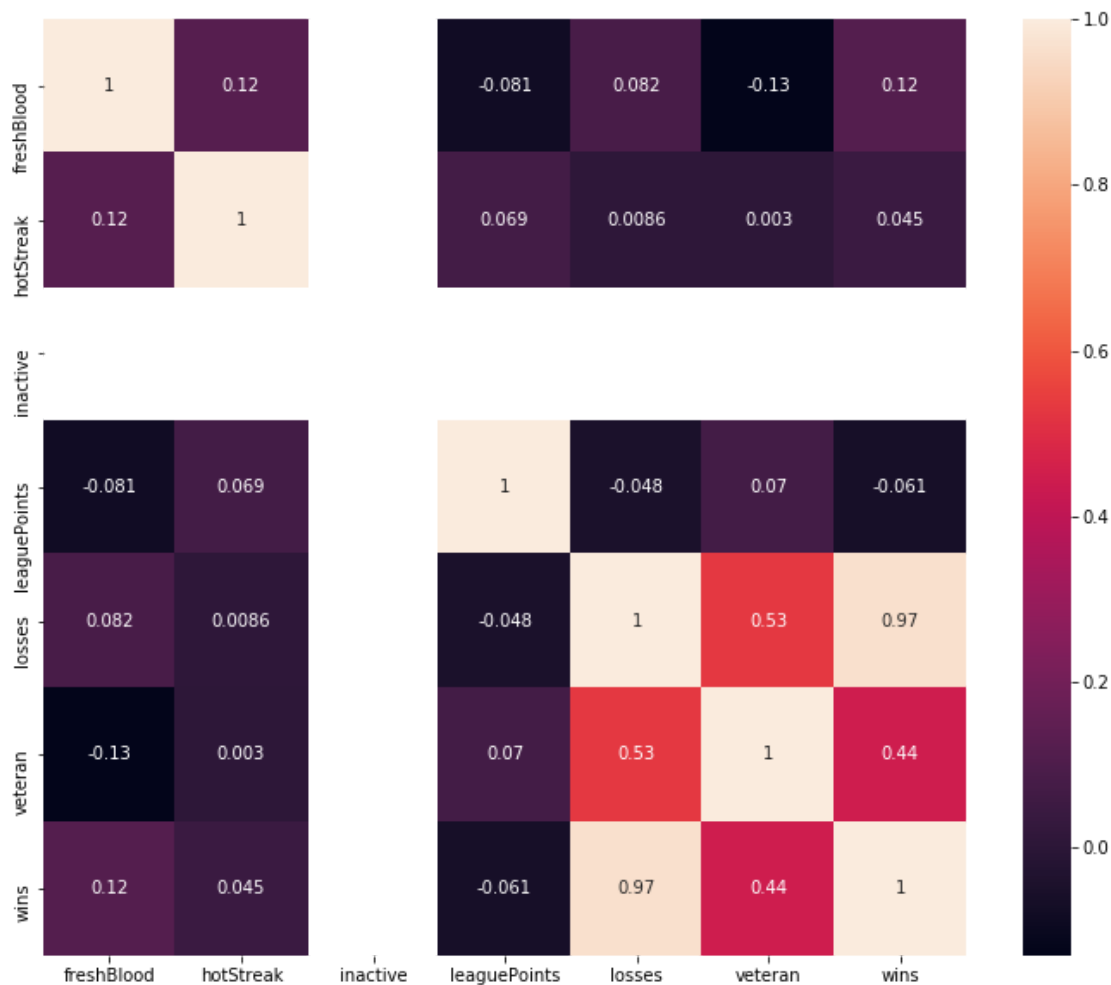 1.0
freshBlood 1 0.12 -0.081 0.082 -0.13 0.12
0.8
hotStreak 0.12 1 0.069 0.0086 0.003 0.045
inactive
0.6
leaguePoints -0.081 0.069 1 -0.048 0.07 -0.061
0.4
losses 0.082 0.0086 -0.048 1 0.53 0.97
0.2
veteran -0.13 0.003 0.07 0.53 1 0.44
0.0
wins 0.12 0.045 -0.061 0.97 0.44 1
freshBlood hotStreak inactive leaguePoints losses veteran wins